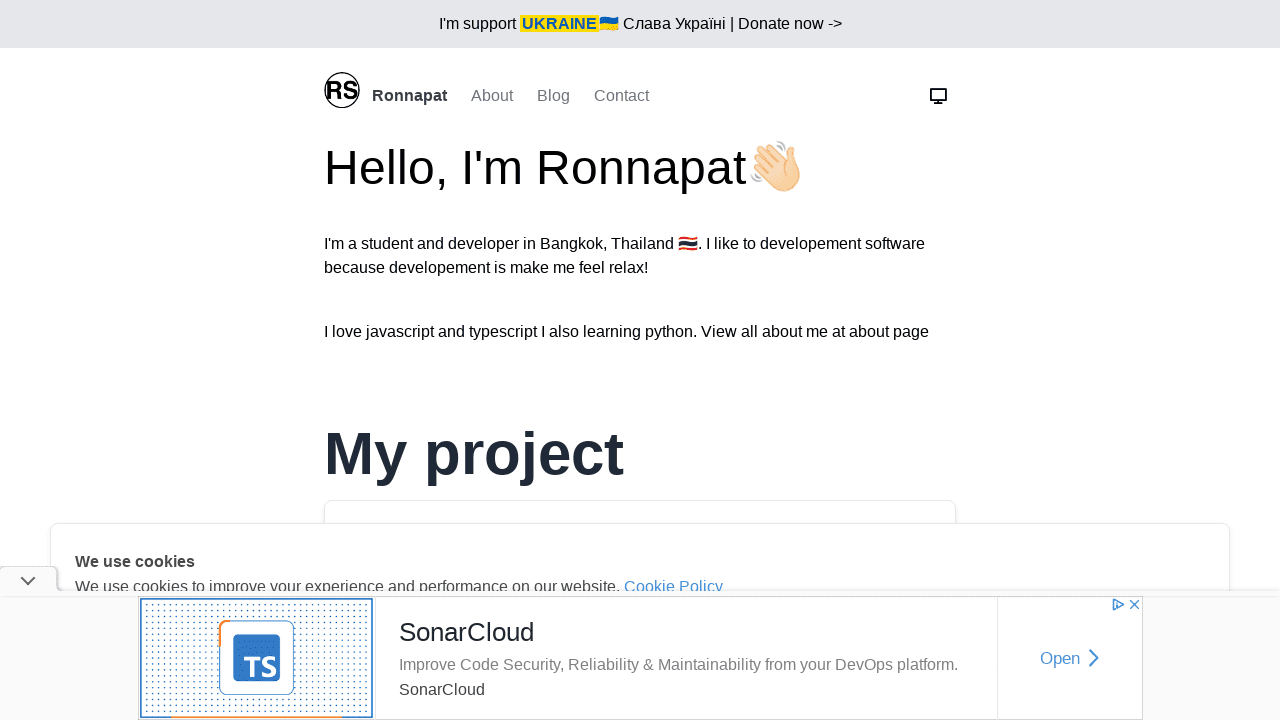 I'm support UKRAINE🇺🇦 Слава Україні | Donate now ->
RS Ronnapat About Blog Contact
Hello, I'm Ronnapat👋🏻
I'm a student and developer in Bangkok, Thailand 🇹🇭. I like to developement software
because developement is make me feel relax!
I love javascript and typescript I also learning python. View all about me at about page
My project
We use cookies
We use cookies to improve your experience and performance on our website. Cookie Policy
TS
SonarCloud
Improve Code Security, Reliability & Maintainability from your DevOps platform.
SonarCloud
Open